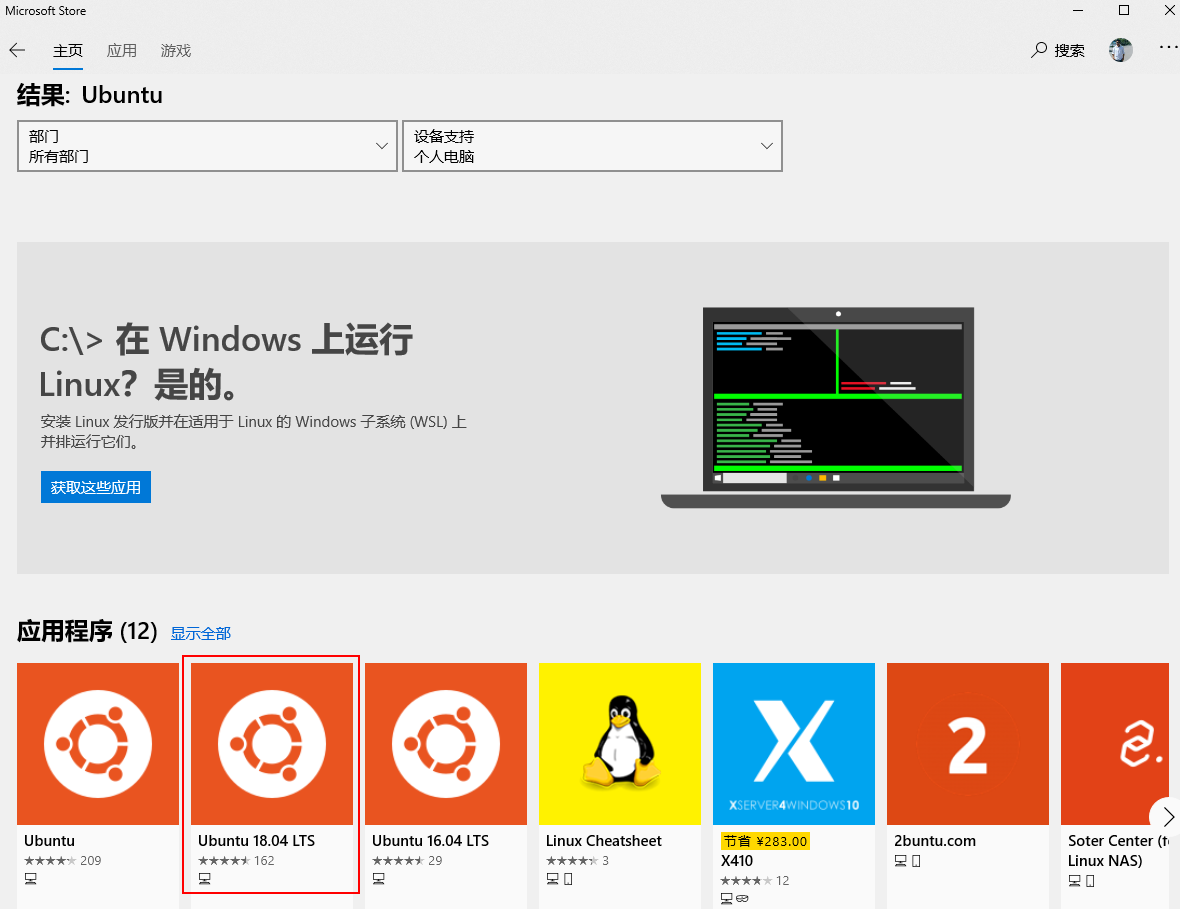 Microsoft Store
主页 应用 游戏 搜索
结果: Ubuntu
部门
所有部门
设备支持
个人电脑
C:\> 在 Windows 上运行
Linux？是的。
安装 Linux 发行版并在适用于 Linux 的 Windows 子系统 (WSL) 上
并排运行它们。
获取这些应用
应用程序 (12) 显示全部
Ubuntu
209
Ubuntu 18.04 LTS
162
Ubuntu 16.04 LTS
29
Linux Cheatsheet
3
XSERVER4WINDOWS10
节省 ¥283.00
X410
12
2
2buntu.com
Soter Center (f
Linux NAS)